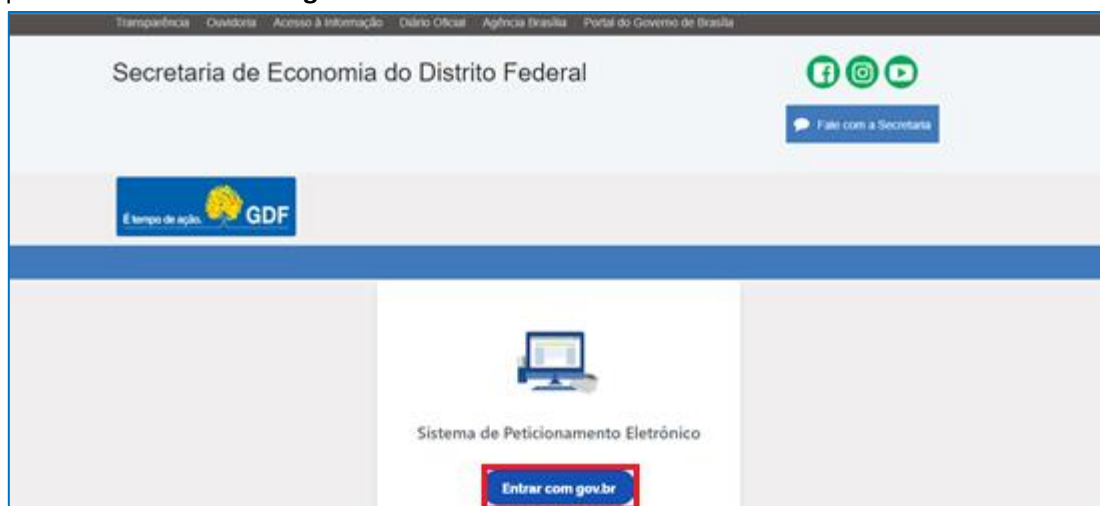 Transparência Ouvidoria Acesso à Informação Diário Oficial Agência Brasília Portal do Governo de Brasília
Secretaria de Economia do Distrito Federal
Fale com a Secretaria
É tempo de ação. GDF
Sistema de Peticionamento Eletrônico
Entrar com gov.br